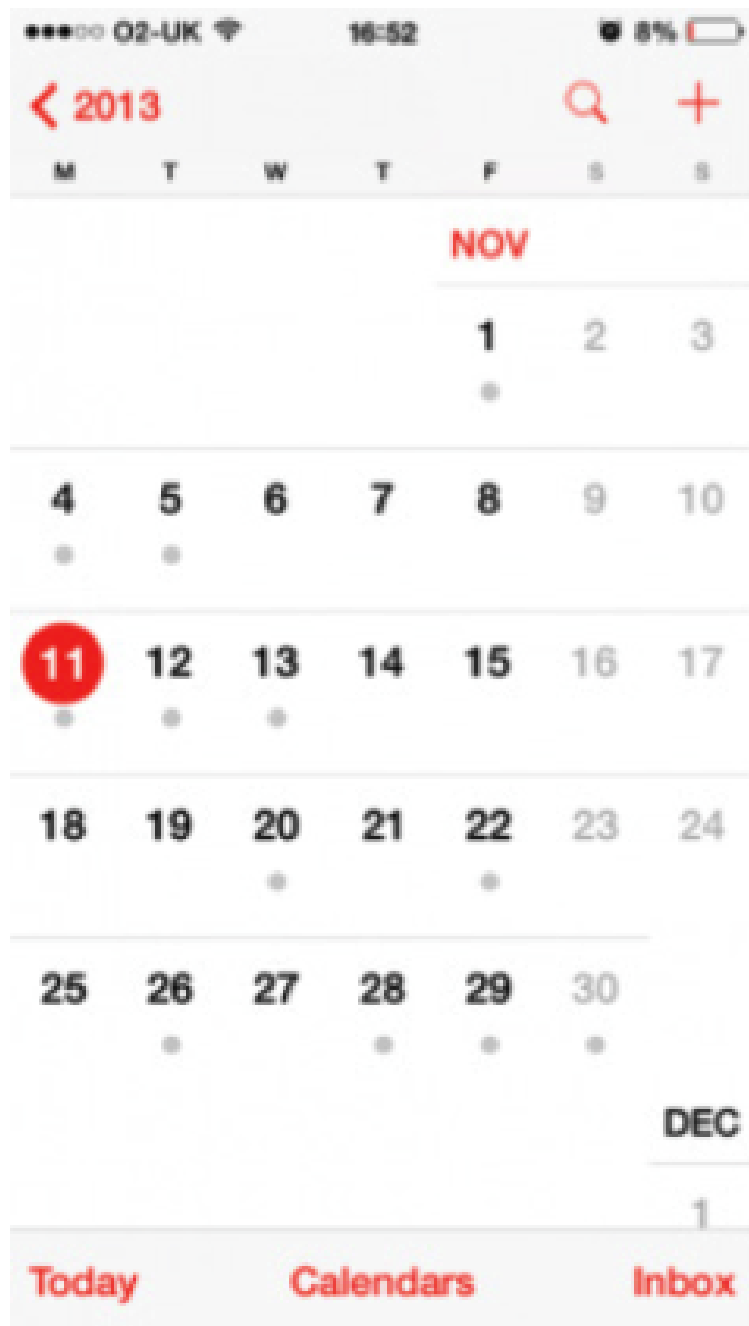 O2-UK 16:52 8%
2013
M T W T F S S
NOV
1 2 3
4 5 6 7 8 9 10
11 12 13 14 15 16 17
18 19 20 21 22 23 24
25 26 27 28 29 30
DEC
1
Today Calendars Inbox